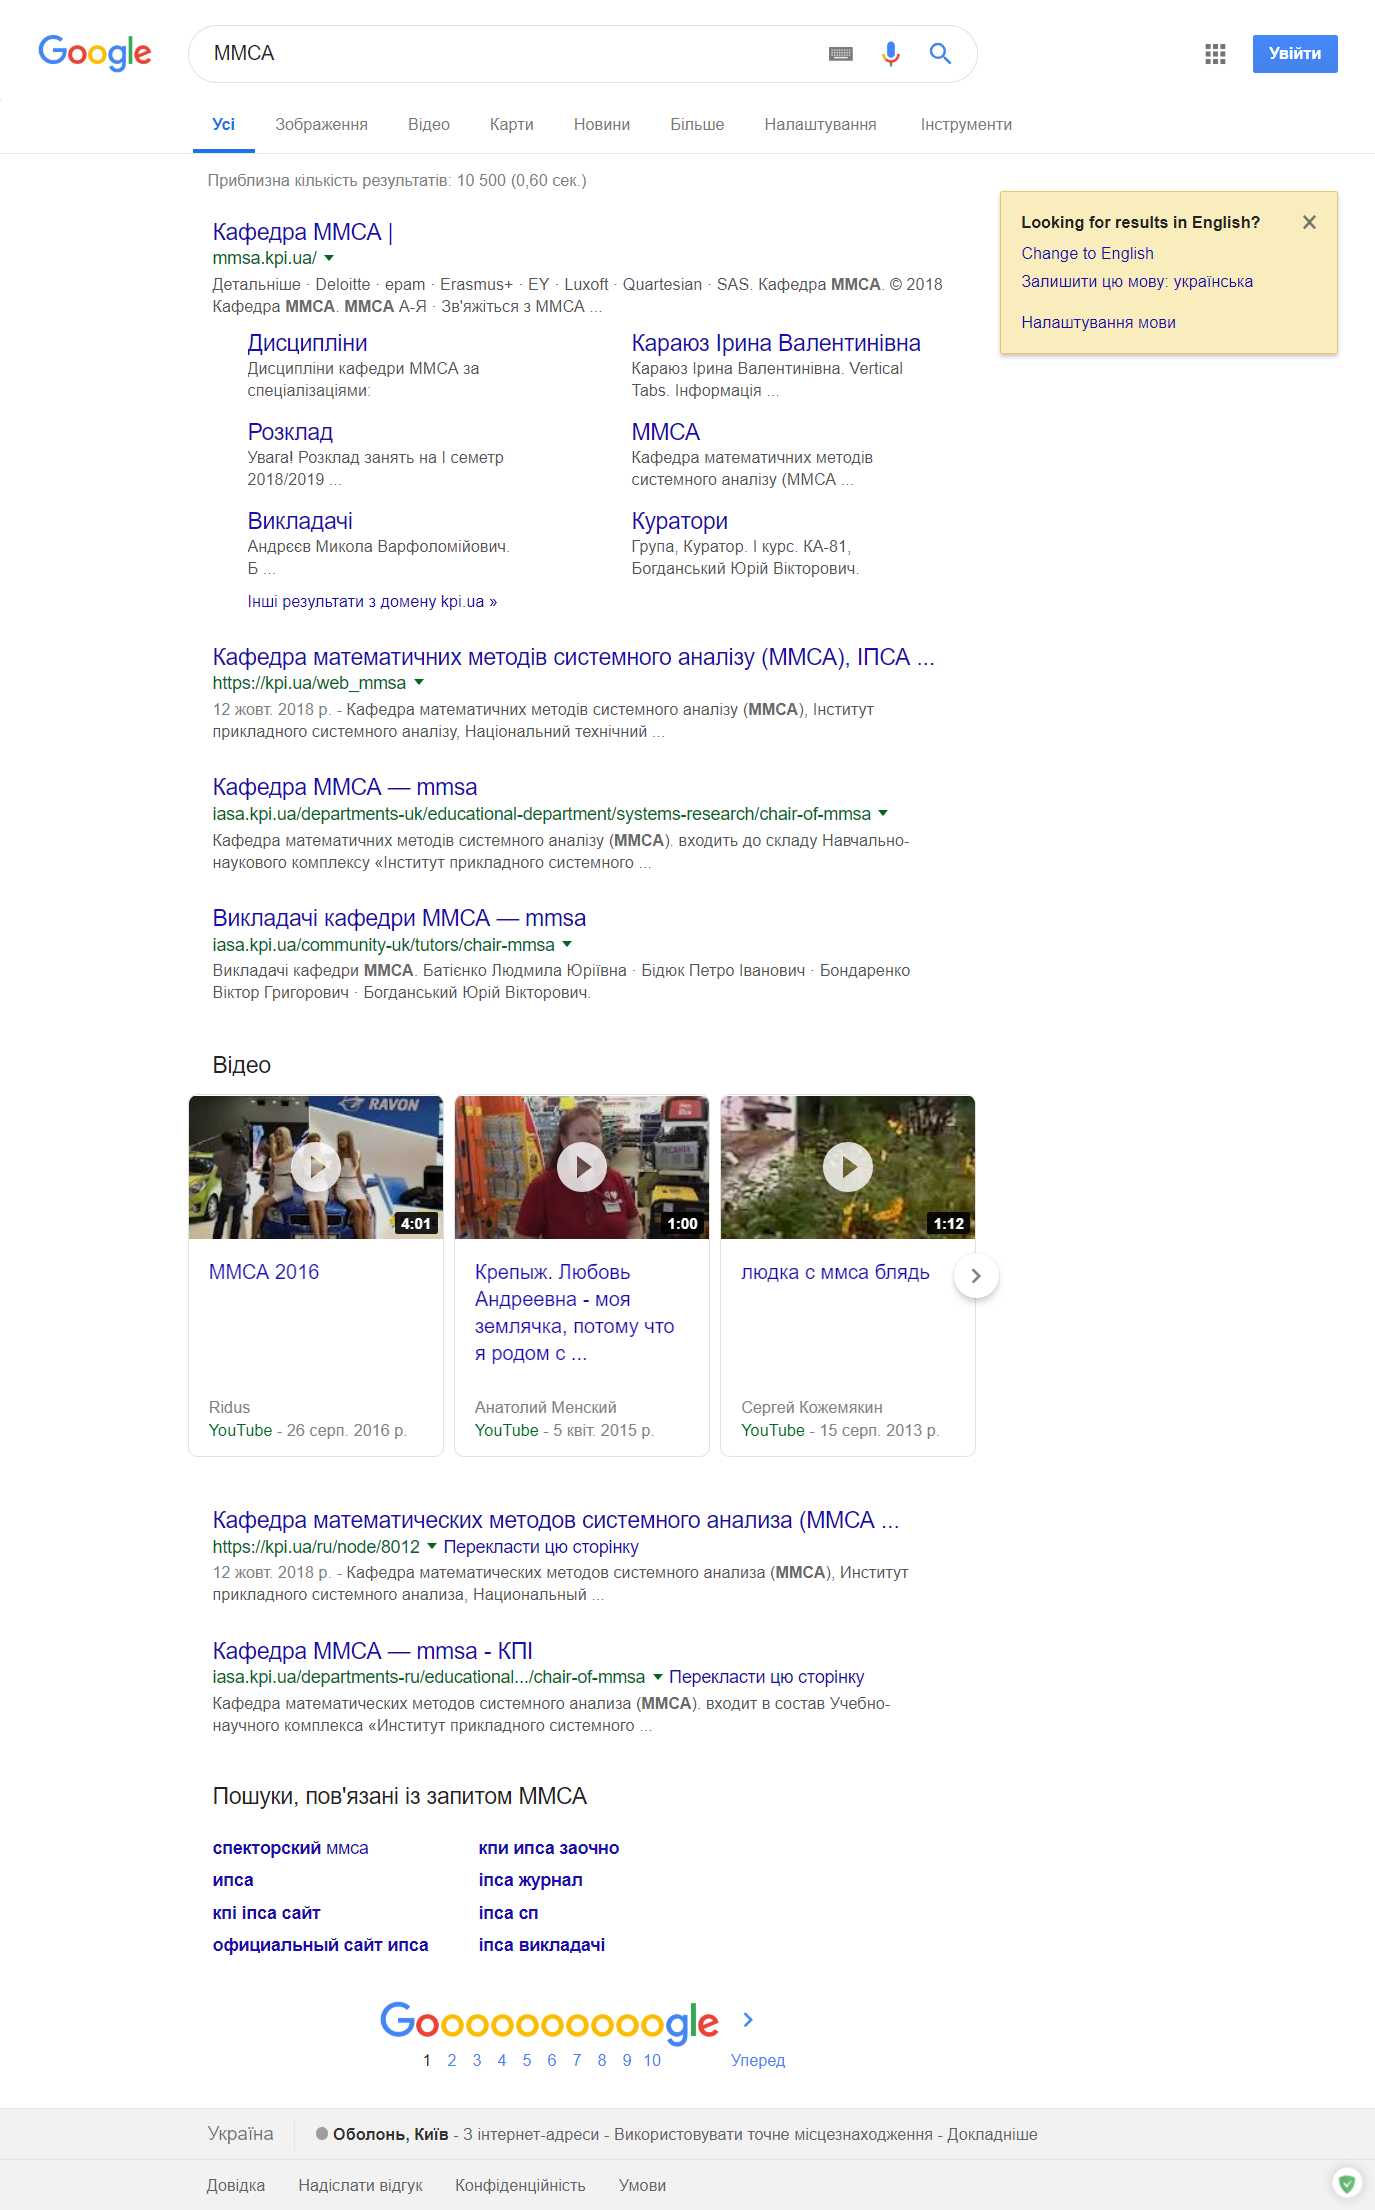 Google
ММСА
Увійти
Усі Зображення Відео Карти Новини Більше Налаштування Інструменти
Приблизна кількість результатів: 10 500 (0,60 сек.)
Looking for results in English?
Change to English
Залишити цю мову: українська
Налаштування мови
Кафедра ММСА |
mmsa.kpi.ua/
Детальніше · Deloitte · epam · Erasmus+ · EY · Luxoft · Quartesian · SAS. Кафедра ММСА. © 2018
Кафедра ММСА. ММСА А-Я · Зв'яжіться з ММСА ...
Дисципліни
Дисципліни кафедри ММСА за
спеціалізаціями:
Караюз Ірина Валентинівна
Караюз Ірина Валентинівна. Vertical
Tabs. Інформація ...
Розклад
Увага! Розклад занять на I семетр
2018/2019 ...
ММСА
Кафедра математичних методів
системного аналізу (ММСА ...
Викладачі
Андрєєв Микола Варфоломійович.
Б ...
Куратори
Група, Куратор. I курс. КА-81,
Богданський Юрій Вікторович.
Інші результати з домену kpi.ua »
Кафедра математичних методів системного аналізу (ММСА), ІПСА ...
https://kpi.ua/web_mmsa
12 жовт. 2018 р. - Кафедра математичних методів системного аналізу (ММСА), Інститут
прикладного системного аналізу, Національний технічний ...
Кафедра ММСА — mmsa
iasa.kpi.ua/departments-uk/educational-department/systems-research/chair-of-mmsa
Кафедра математичних методів системного аналізу (ММСА). входить до складу Навчально-
наукового комплексу «Інститут прикладного системного ...
Викладачі кафедри ММСА — mmsa
iasa.kpi.ua/community-uk/tutors/chair-mmsa
Викладачі кафедри ММСА. Батієнко Людмила Юріївна · Бідюк Петро Іванович · Бондаренко
Віктор Григорович · Богданський Юрій Вікторович.
Відео
RAVON
4:01
РЕСАНТА
1:00
1:12
ММСА 2016
Ridus
YouTube - 26 серп. 2016 р.
Крепыж. Любовь
Андреевна - моя
землячка, потому что
я родом с ...
Анатолий Менский
YouTube - 5 квіт. 2015 р.
людка с ммса блядь
Сергей Кожемякин
YouTube - 15 серп. 2013 р.
Кафедра математических методов системного анализа (ММСА ...
https://kpi.ua/ru/node/8012 Перекласти цю сторінку
12 жовт. 2018 р. - Кафедра математических методов системного анализа (ММСА), Институт
прикладного системного анализа, Национальный ...
Кафедра ММСА — mmsa - КПІ
iasa.kpi.ua/departments-ru/educational.../chair-of-mmsa Перекласти цю сторінку
Кафедра математических методов системного анализа (ММСА). входит в состав Учебно-
научного комплекса «Институт прикладного системного ...
Пошуки, пов'язані із запитом ММСА
спекторский ммса
кпи ипса заочно
ипса
іпса журнал
кпі іпса сайт
іпса сп
официальный сайт ипса
іпса викладачі
Goooooooooogle
1 2 3 4 5 6 7 8 9 10 Уперед
Україна
Оболонь, Київ - З інтернет-адреси - Використовувати точне місцезнаходження - Докладніше
Довідка Надіслати відгук Конфіденційність Умови